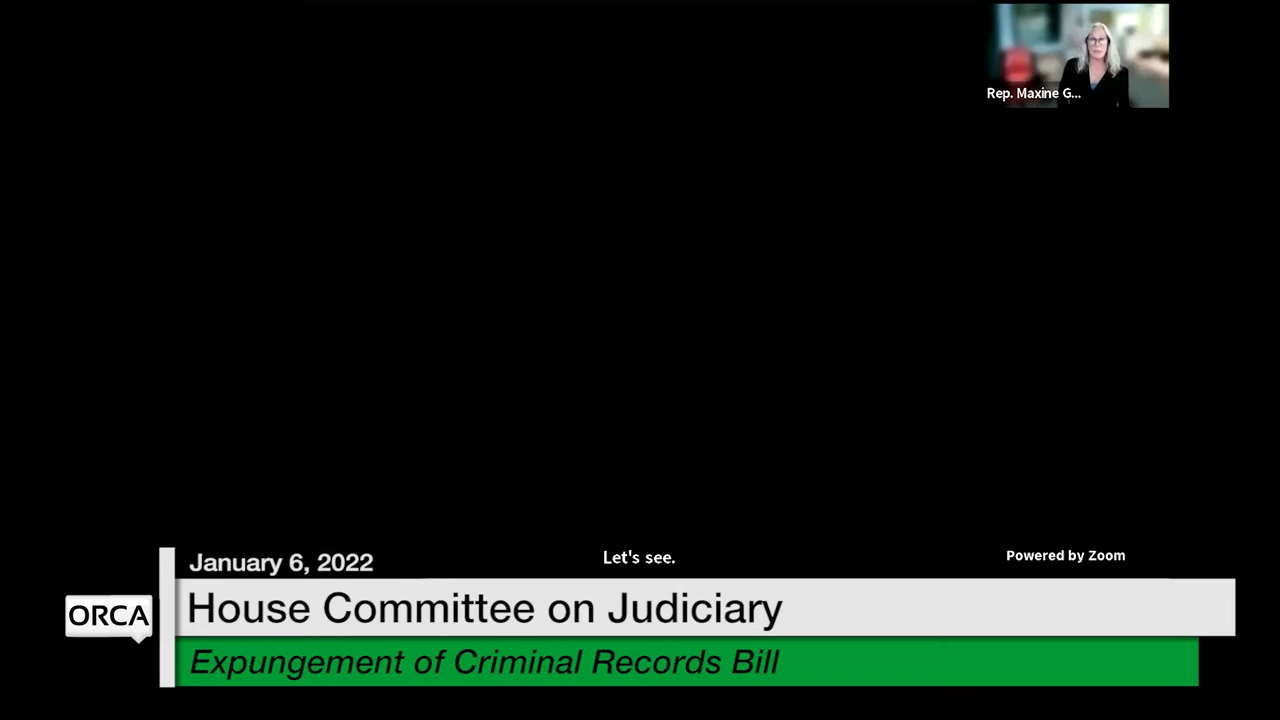 Rep. Maxine G...
January 6, 2022
Let's see.
Powered by Zoom
ORCA
House Committee on Judiciary
Expungement of Criminal Records Bill